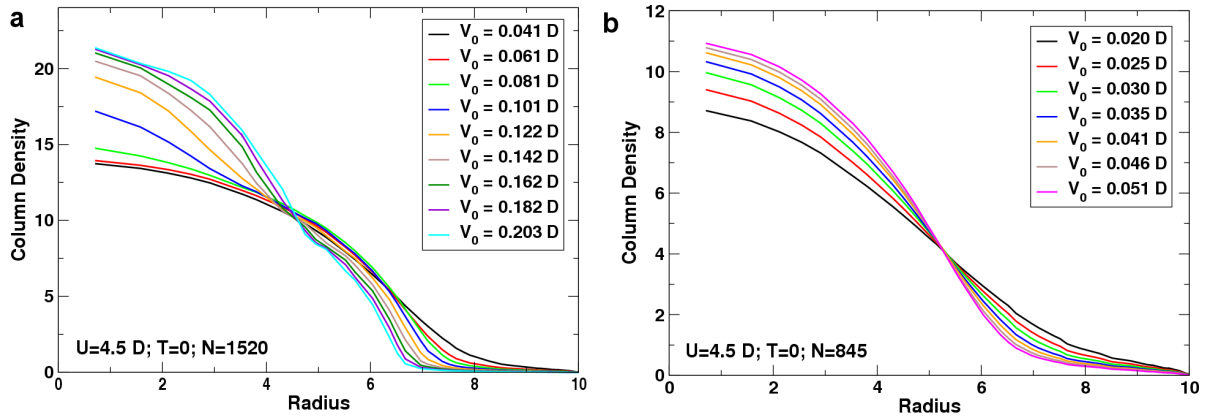 a
V0 = 0.041 D
V0 = 0.061 D
V0 = 0.081 D
V0 = 0.101 D
V0 = 0.122 D
V0 = 0.142 D
V0 = 0.162 D
V0 = 0.182 D
V0 = 0.203 D
20
15
10
5
0
Column Density
U=4.5 D; T=0; N=1520
0 2 4 6 8 10
Radius
b
V0 = 0.020 D
V0 = 0.025 D
V0 = 0.030 D
V0 = 0.035 D
V0 = 0.041 D
V0 = 0.046 D
V0 = 0.051 D
12
10
8
6
4
2
0
Column Density
U=4.5 D; T=0; N=845
0 2 4 6 8 10
Radius